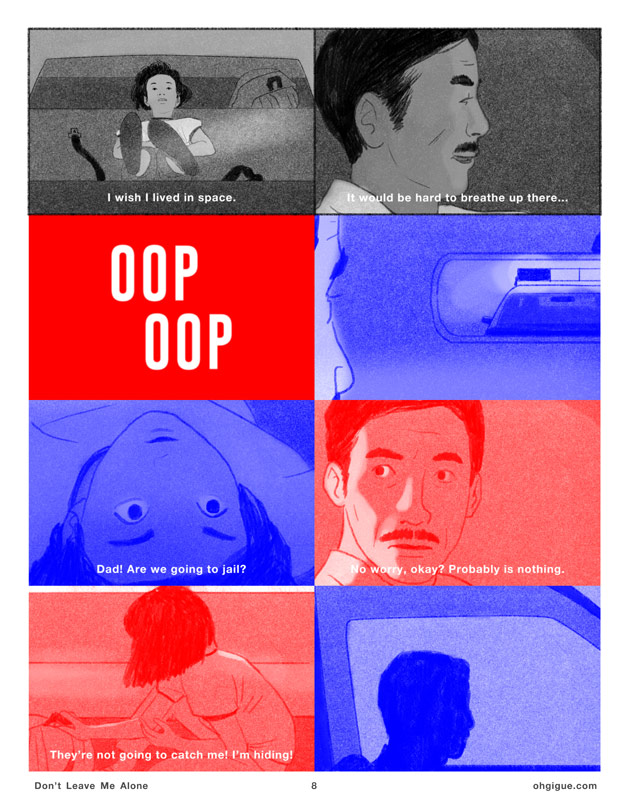 I wish I lived in space.
It would be hard to breathe up there...
OOP
OOP
Dad! Are we going to jail?
No worry, okay? Probably is nothing.
They're not going to catch me! I'm hiding!
Don't Leave Me Alone
8
ohgigue.com